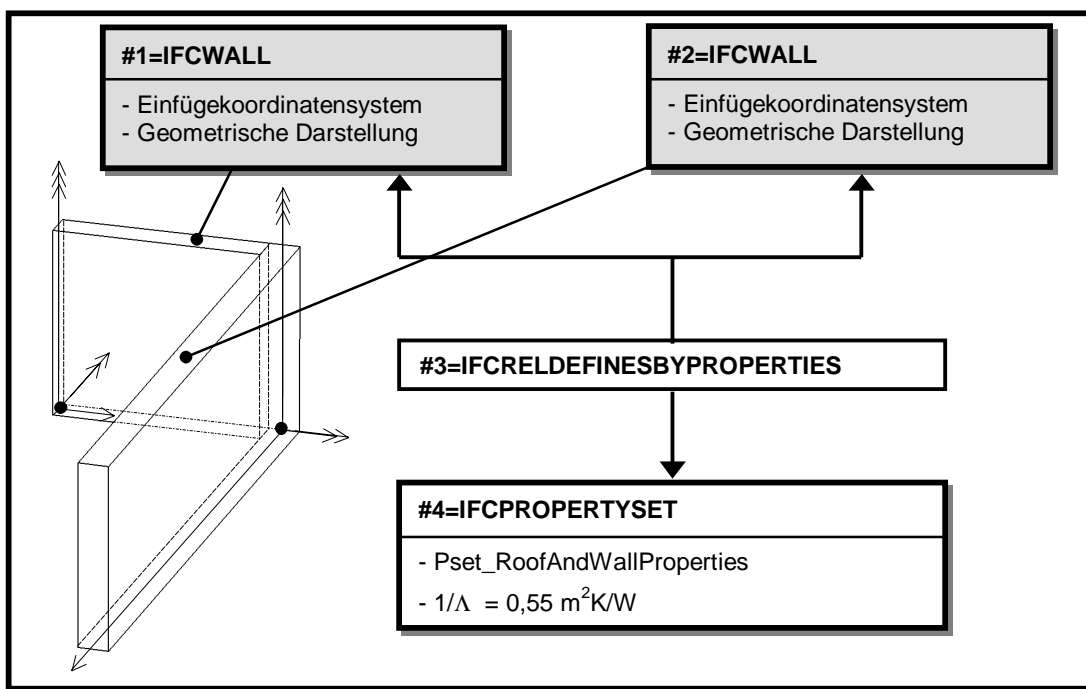 #1=IFCWALL
- Einfügekoordinatensystem
- Geometrische Darstellung
#2=IFCWALL
- Einfügekoordinatensystem
- Geometrische Darstellung
#3=IFCRELDEFINESBYPROPERTIES
#4=IFCPROPERTYSET
- Pset_RoofAndWallProperties
- 1/Λ = 0,55 m²K/W